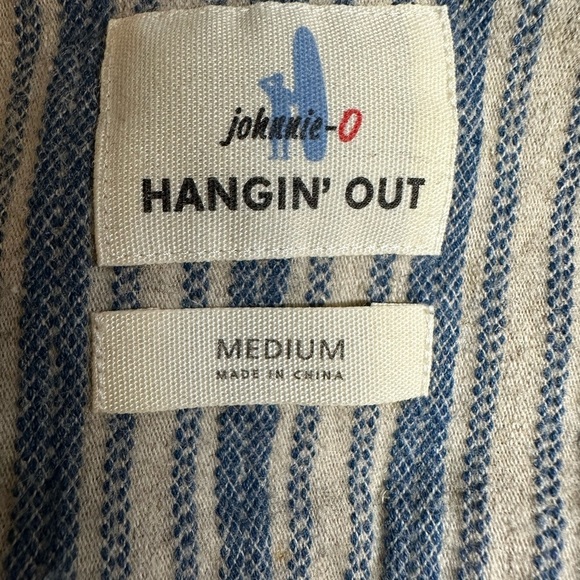 johnnie-O
HANGIN' OUT
MEDIUM
MADE IN CHINA